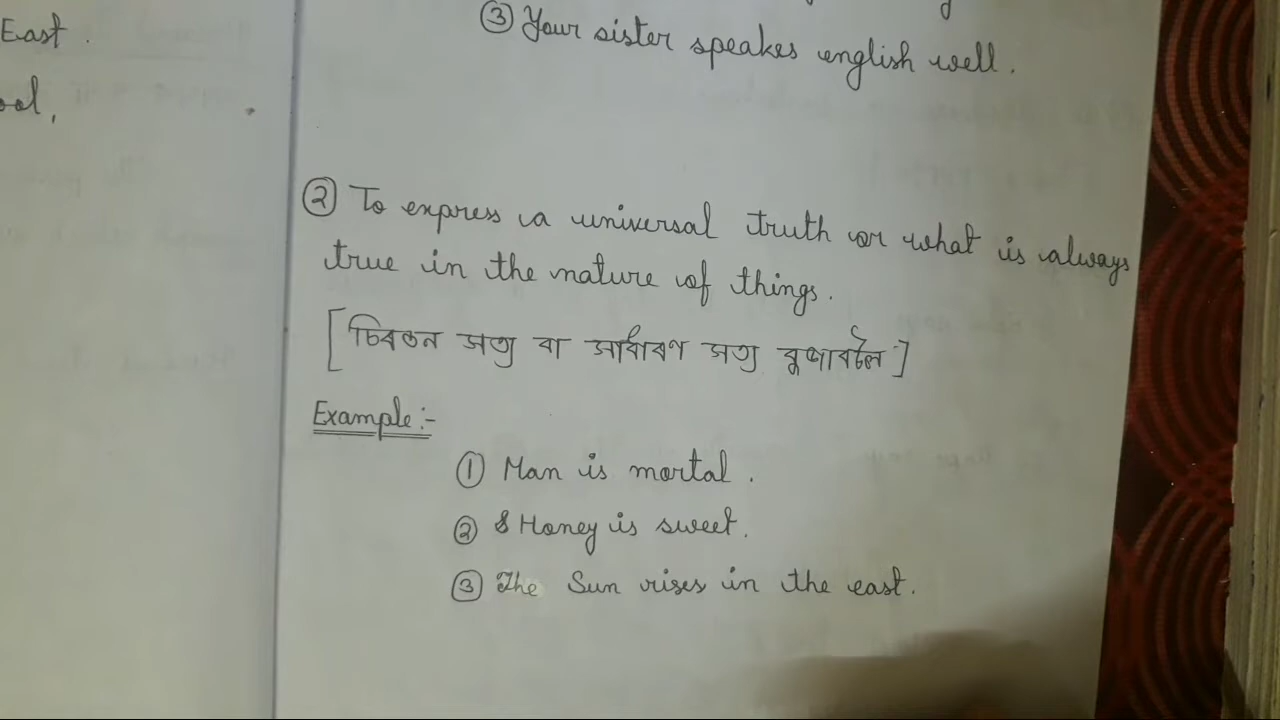 East.
③ Your sister speakes english well.
② To express a universal truth or what is always
true in the nature of things.
[চিৰন্তন সত্য বা সাধাৰণ সত্য বুজাবলৈ]
Example:-
① Man is mortal.
② Honey is sweet.
③ The Sun rises in the east.